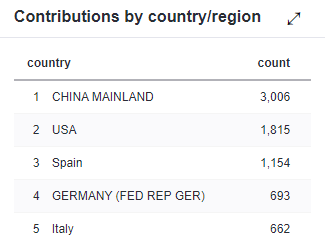 Contributions by country/region
country count
1 CHINA MAINLAND 3,006
2 USA 1,815
3 Spain 1,154
4 GERMANY (FED REP GER) 693
5 Italy 662